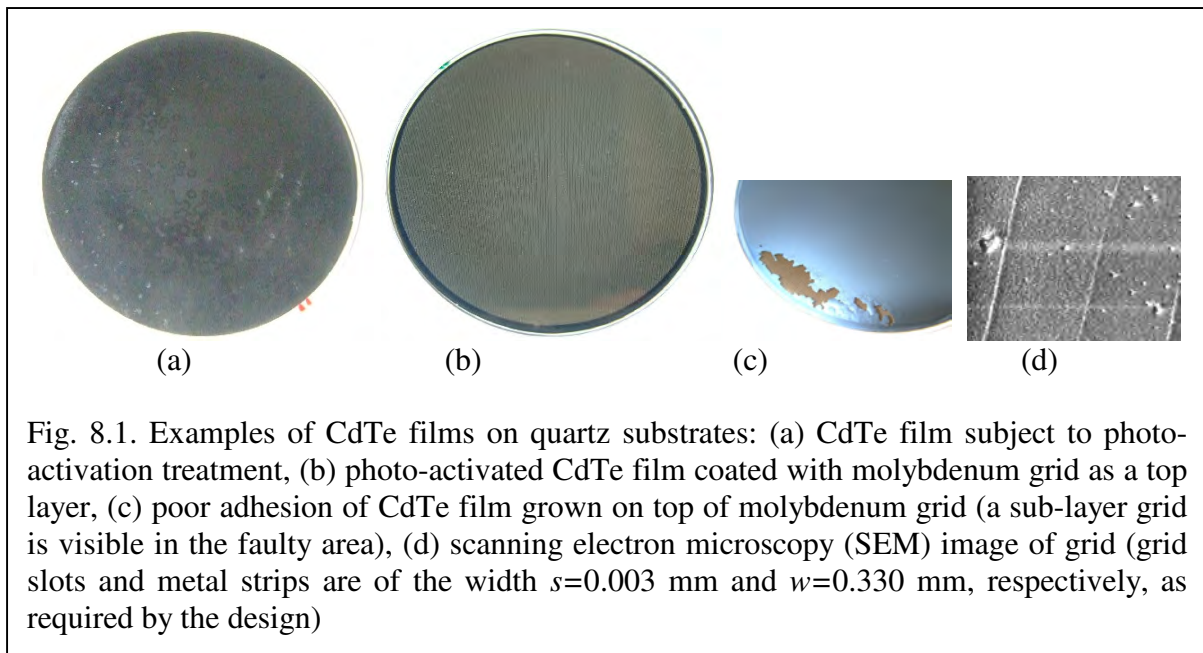 (a) (b) (c) (d)
Fig. 8.1. Examples of CdTe films on quartz substrates: (a) CdTe film subject to photo-
activation treatment, (b) photo-activated CdTe film coated with molybdenum grid as a top
layer, (c) poor adhesion of CdTe film grown on top of molybdenum grid (a sub-layer grid
is visible in the faulty area), (d) scanning electron microscopy (SEM) image of grid (grid
slots and metal strips are of the width s=0.003 mm and w=0.330 mm, respectively, as
required by the design)